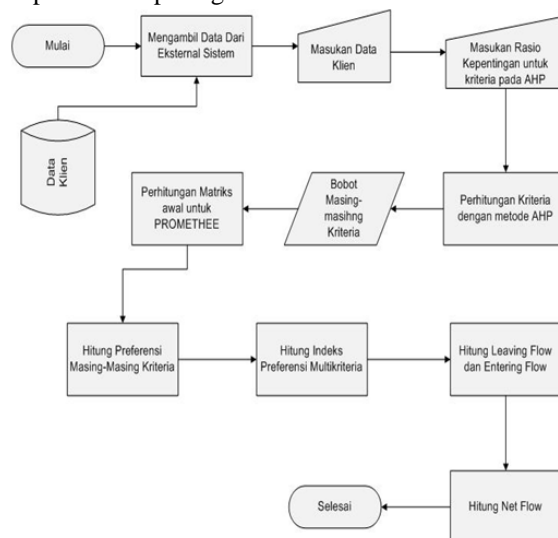 Mulai
Mengambil Data Dari
Eksternal Sistem
Masukan Data
Klien
Masukan Rasio
Kepentingan untuk
kriteria pada AHP
Data
Klien
Perhitungan Matriks
awal untuk
PROMETHEE
Bobot
Masing-
masihng
Kriteria
Perhitungan Kriteria
dengan metode AHP
Hitung Preferensi
Masing-Masing Kriteria
Hitung Indeks
Preferensi Multikriteria
Hitung Leaving Flow
dan Entering Flow
Selesai
Hitung Net Flow